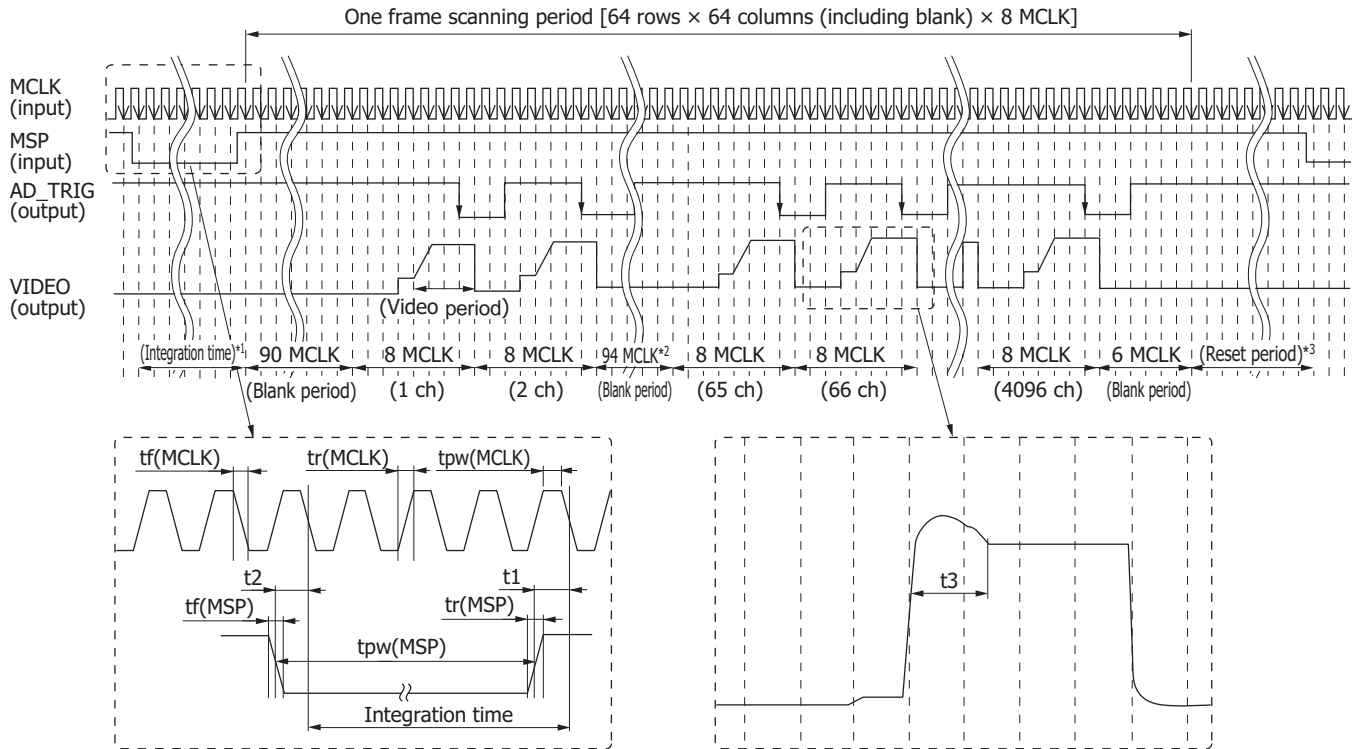 One frame scanning period [64 rows × 64 columns (including blank) × 8 MCLK]
MCLK
(input)
MSP
(input)
AD_TRIG
(output)
VIDEO
(output)
(Video period)
(Integration time)*1
90 MCLK
(Blank period)
8 MCLK
(1 ch)
8 MCLK
(2 ch)
94 MCLK*2
(Blank period)
8 MCLK
(65 ch)
8 MCLK
(66 ch)
8 MCLK
(4096 ch)
6 MCLK
(Blank period)
(Reset period)*3
tf(MCLK)
tr(MCLK)
tpw(MCLK)
t2
t1
tf(MSP)
tr(MSP)
tpw(MSP)
Integration time
t3